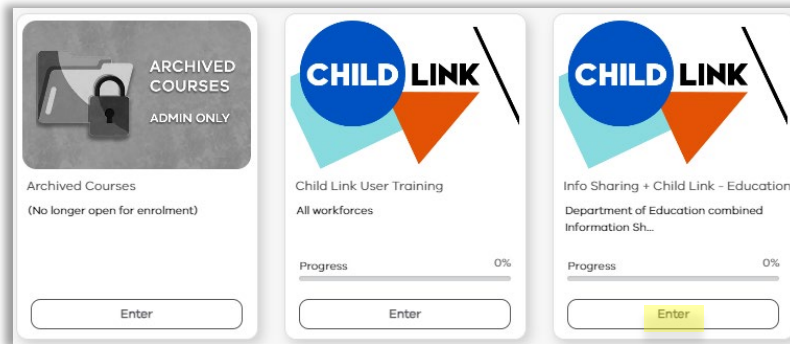 ARCHIVED
COURSES
ADMIN ONLY
Archived Courses
(No longer open for enrolment)
Enter
CHILD LINK
Child Link User Training
All workforces
Progress 0%
Enter
CHILD LINK
Info Sharing + Child Link - Education
Department of Education combined
Information Sh...
Progress 0%
Enter